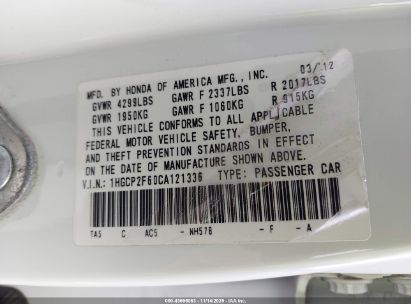 MFD. BY HONDA OF AMERICA MFG., INC. 03/12
GVWR 4299LBS GAWR F 2337LBS R 2017LBS
GVWR 1950KG GAWR F 1060KG R 915KG
THIS VEHICLE CONFORMS TO ALL APPLICABLE
FEDERAL MOTOR VEHICLE SAFETY, BUMPER,
AND THEFT PREVENTION STANDARDS IN EFFECT
ON THE DATE OF MANUFACTURE SHOWN ABOVE.
V.I.N.: 1HGCP2F6DCA121336 TYPE: PASSENGER CAR
TA5 C AC5 -NH578 -F -A